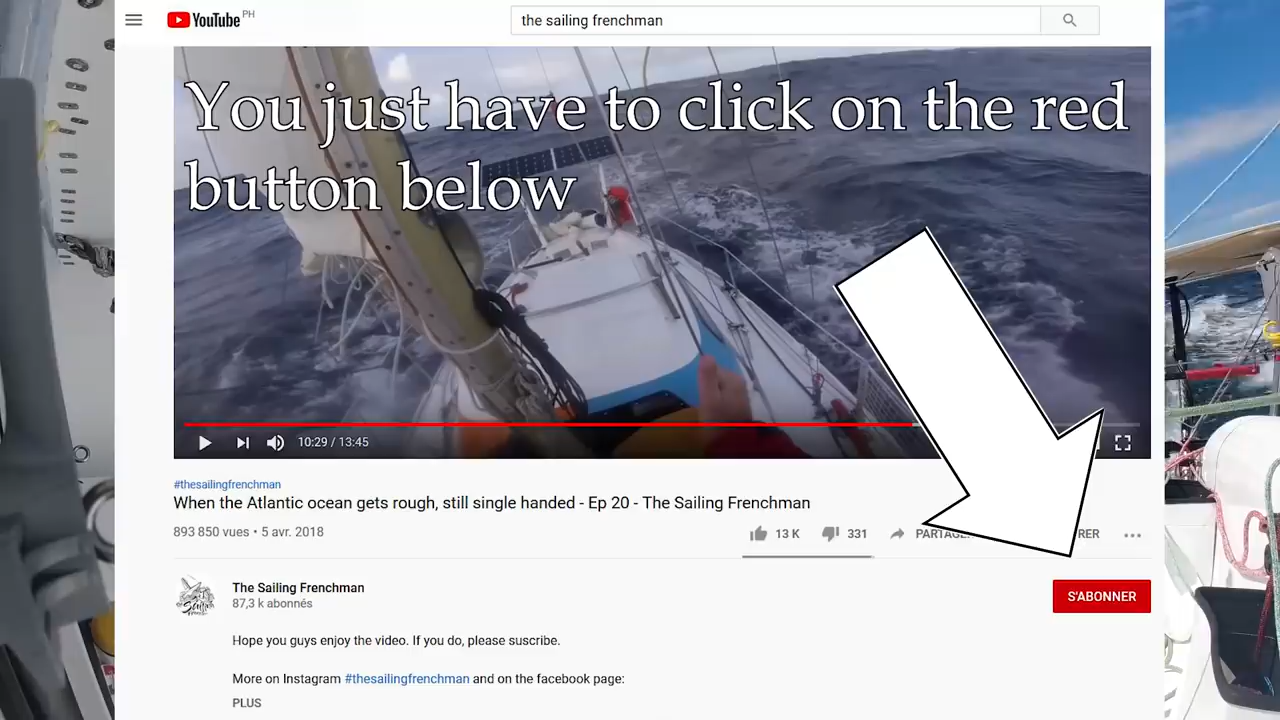 YouTube PH
the sailing frenchman
You just have to click on the red
button below
10:29 / 13:45
#thesailingfrenchman
When the Atlantic ocean gets rough, still single handed - Ep 20 - The Sailing Frenchman
893 850 vues • 5 avr. 2018
13 K 331 RER
The Sailing Frenchman
87,3 k abonnés
S'ABONNER
Hope you guys enjoy the video. If you do, please suscribe.
More on Instagram #thesailingfrenchman and on the facebook page:
PLUS